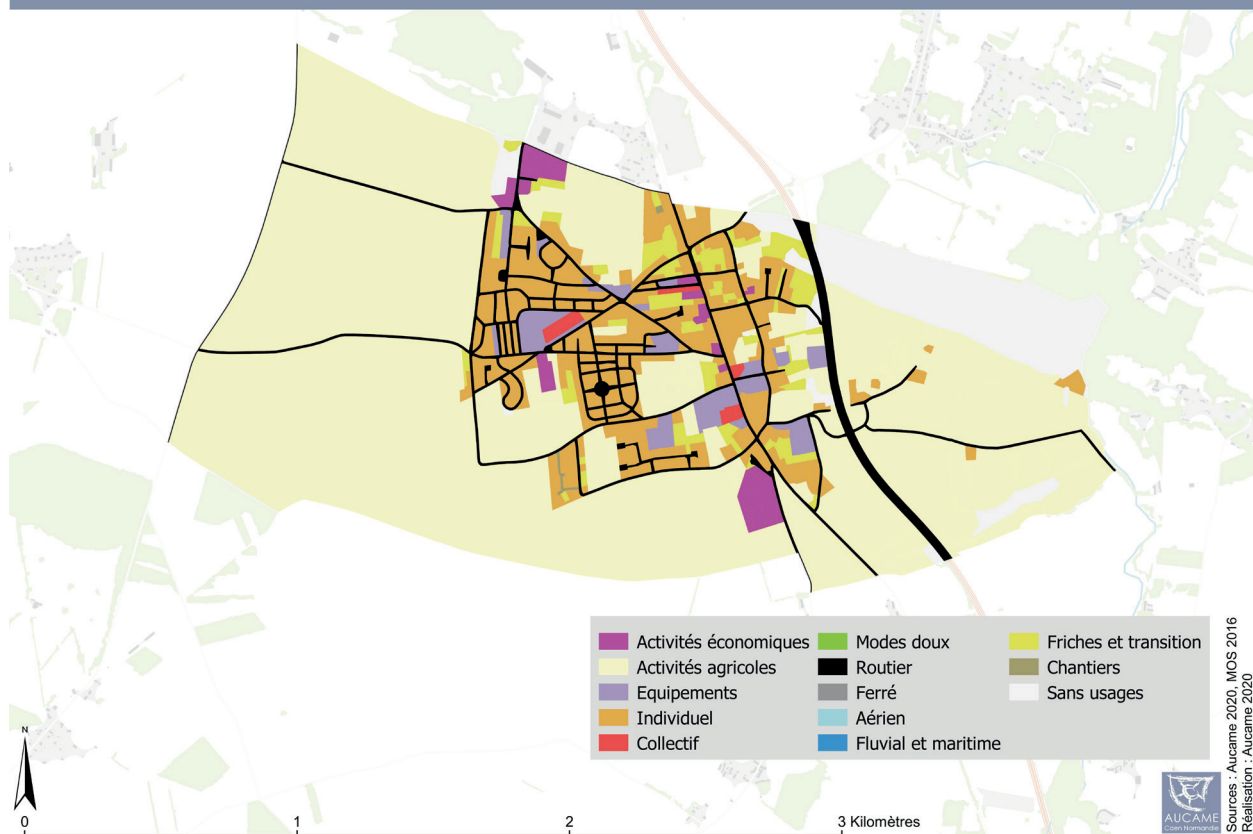 Activités économiques
Activités agricoles
Equipements
Individuel
Collectif
Modes doux
Routier
Ferré
Aérien
Fluvial et maritime
Friches et transition
Chantiers
Sans usages
N
0
1
2
3 Kilomètres
AUCAME
Caen Normandie
Sources : Aucame 2020, MOS 2016
Réalisation : Aucame 2020